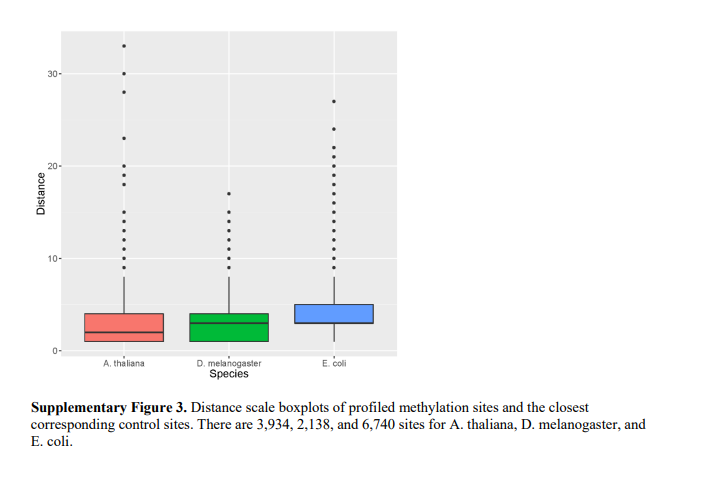 30
20
10
0
Distance
A. thaliana
D. melanogaster
E. coli
Species
Supplementary Figure 3. Distance scale boxplots of profiled methylation sites and the closest
corresponding control sites. There are 3,934, 2,138, and 6,740 sites for A. thaliana, D. melanogaster, and
E. coli.